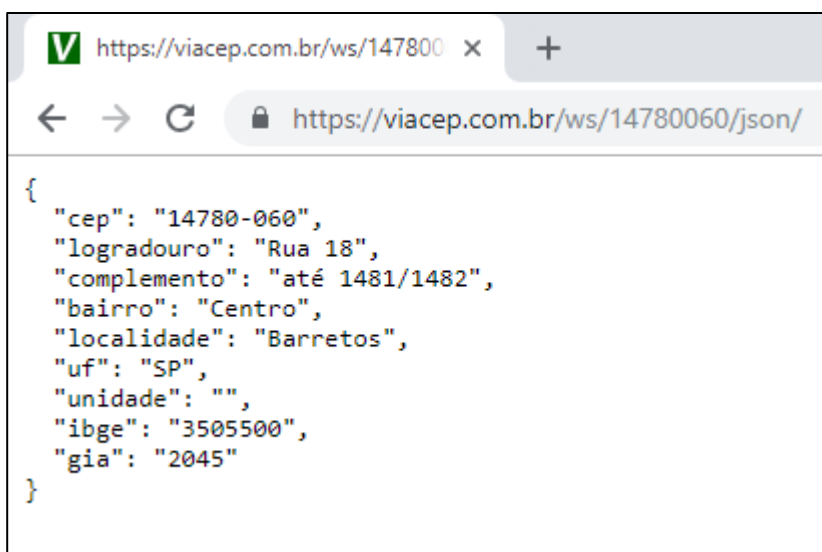 V https://viacep.com.br/ws/147800
https://viacep.com.br/ws/14780060/json/
{
"cep": "14780-060",
"logradouro": "Rua 18",
"complemento": "até 1481/1482",
"bairro": "Centro",
"localidade": "Barretos",
"uf": "SP",
"unidade": "",
"ibge": "3505500",
"gia": "2045"
}